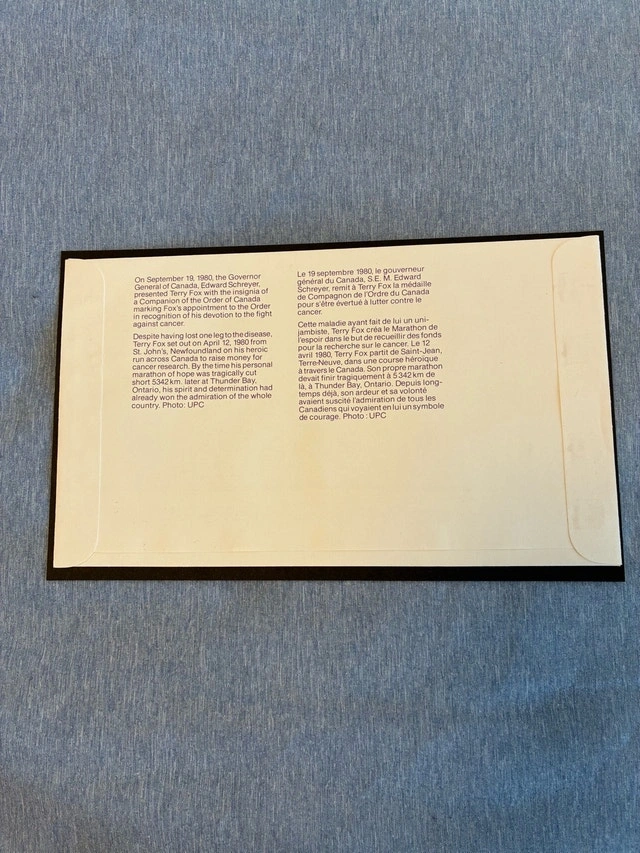 On September 19, 1980, the Governor
General of Canada, Edward Schreyer,
presented Terry Fox with the insignia of
a Companion of the Order of Canada
marking Fox's appointment to the Order
in recognition of his devotion to the fight
against cancer.
Despite having lost one leg to the disease,
Terry Fox set out on April 12, 1980 from
St. John's, Newfoundland on his heroic
run across Canada to raise money for
cancer research. By the time his personal
marathon of hope was tragically cut
short 5342 km. later at Thunder Bay,
Ontario, his spirit and determination had
already won the admiration of the whole
country. Photo: UPC
Le 19 septembre 1980, le gouverneur
général du Canada, S.E. M. Edward
Schreyer, remit à Terry Fox la médaille
de Compagnon de l'Ordre du Canada
pour s'être évertué à lutter contre le
cancer.
Cette maladie ayant fait de lui un uni-
jambiste, Terry Fox créa le Marathon de
l'espoir dans le but de recueillir des fonds
pour la recherche sur le cancer. Le 12
avril 1980, Terry Fox partit de Saint-Jean,
Terre-Neuve, dans une course héroïque
à travers le Canada. Son propre marathon
devait finir tragiquement à 5 342 km de
là, à Thunder Bay, Ontario. Depuis long-
temps déjà, son ardeur et sa volonté
avaient suscité l'admiration de tous les
Canadiens qui voyaient en lui un symbole
de courage. Photo : UPC